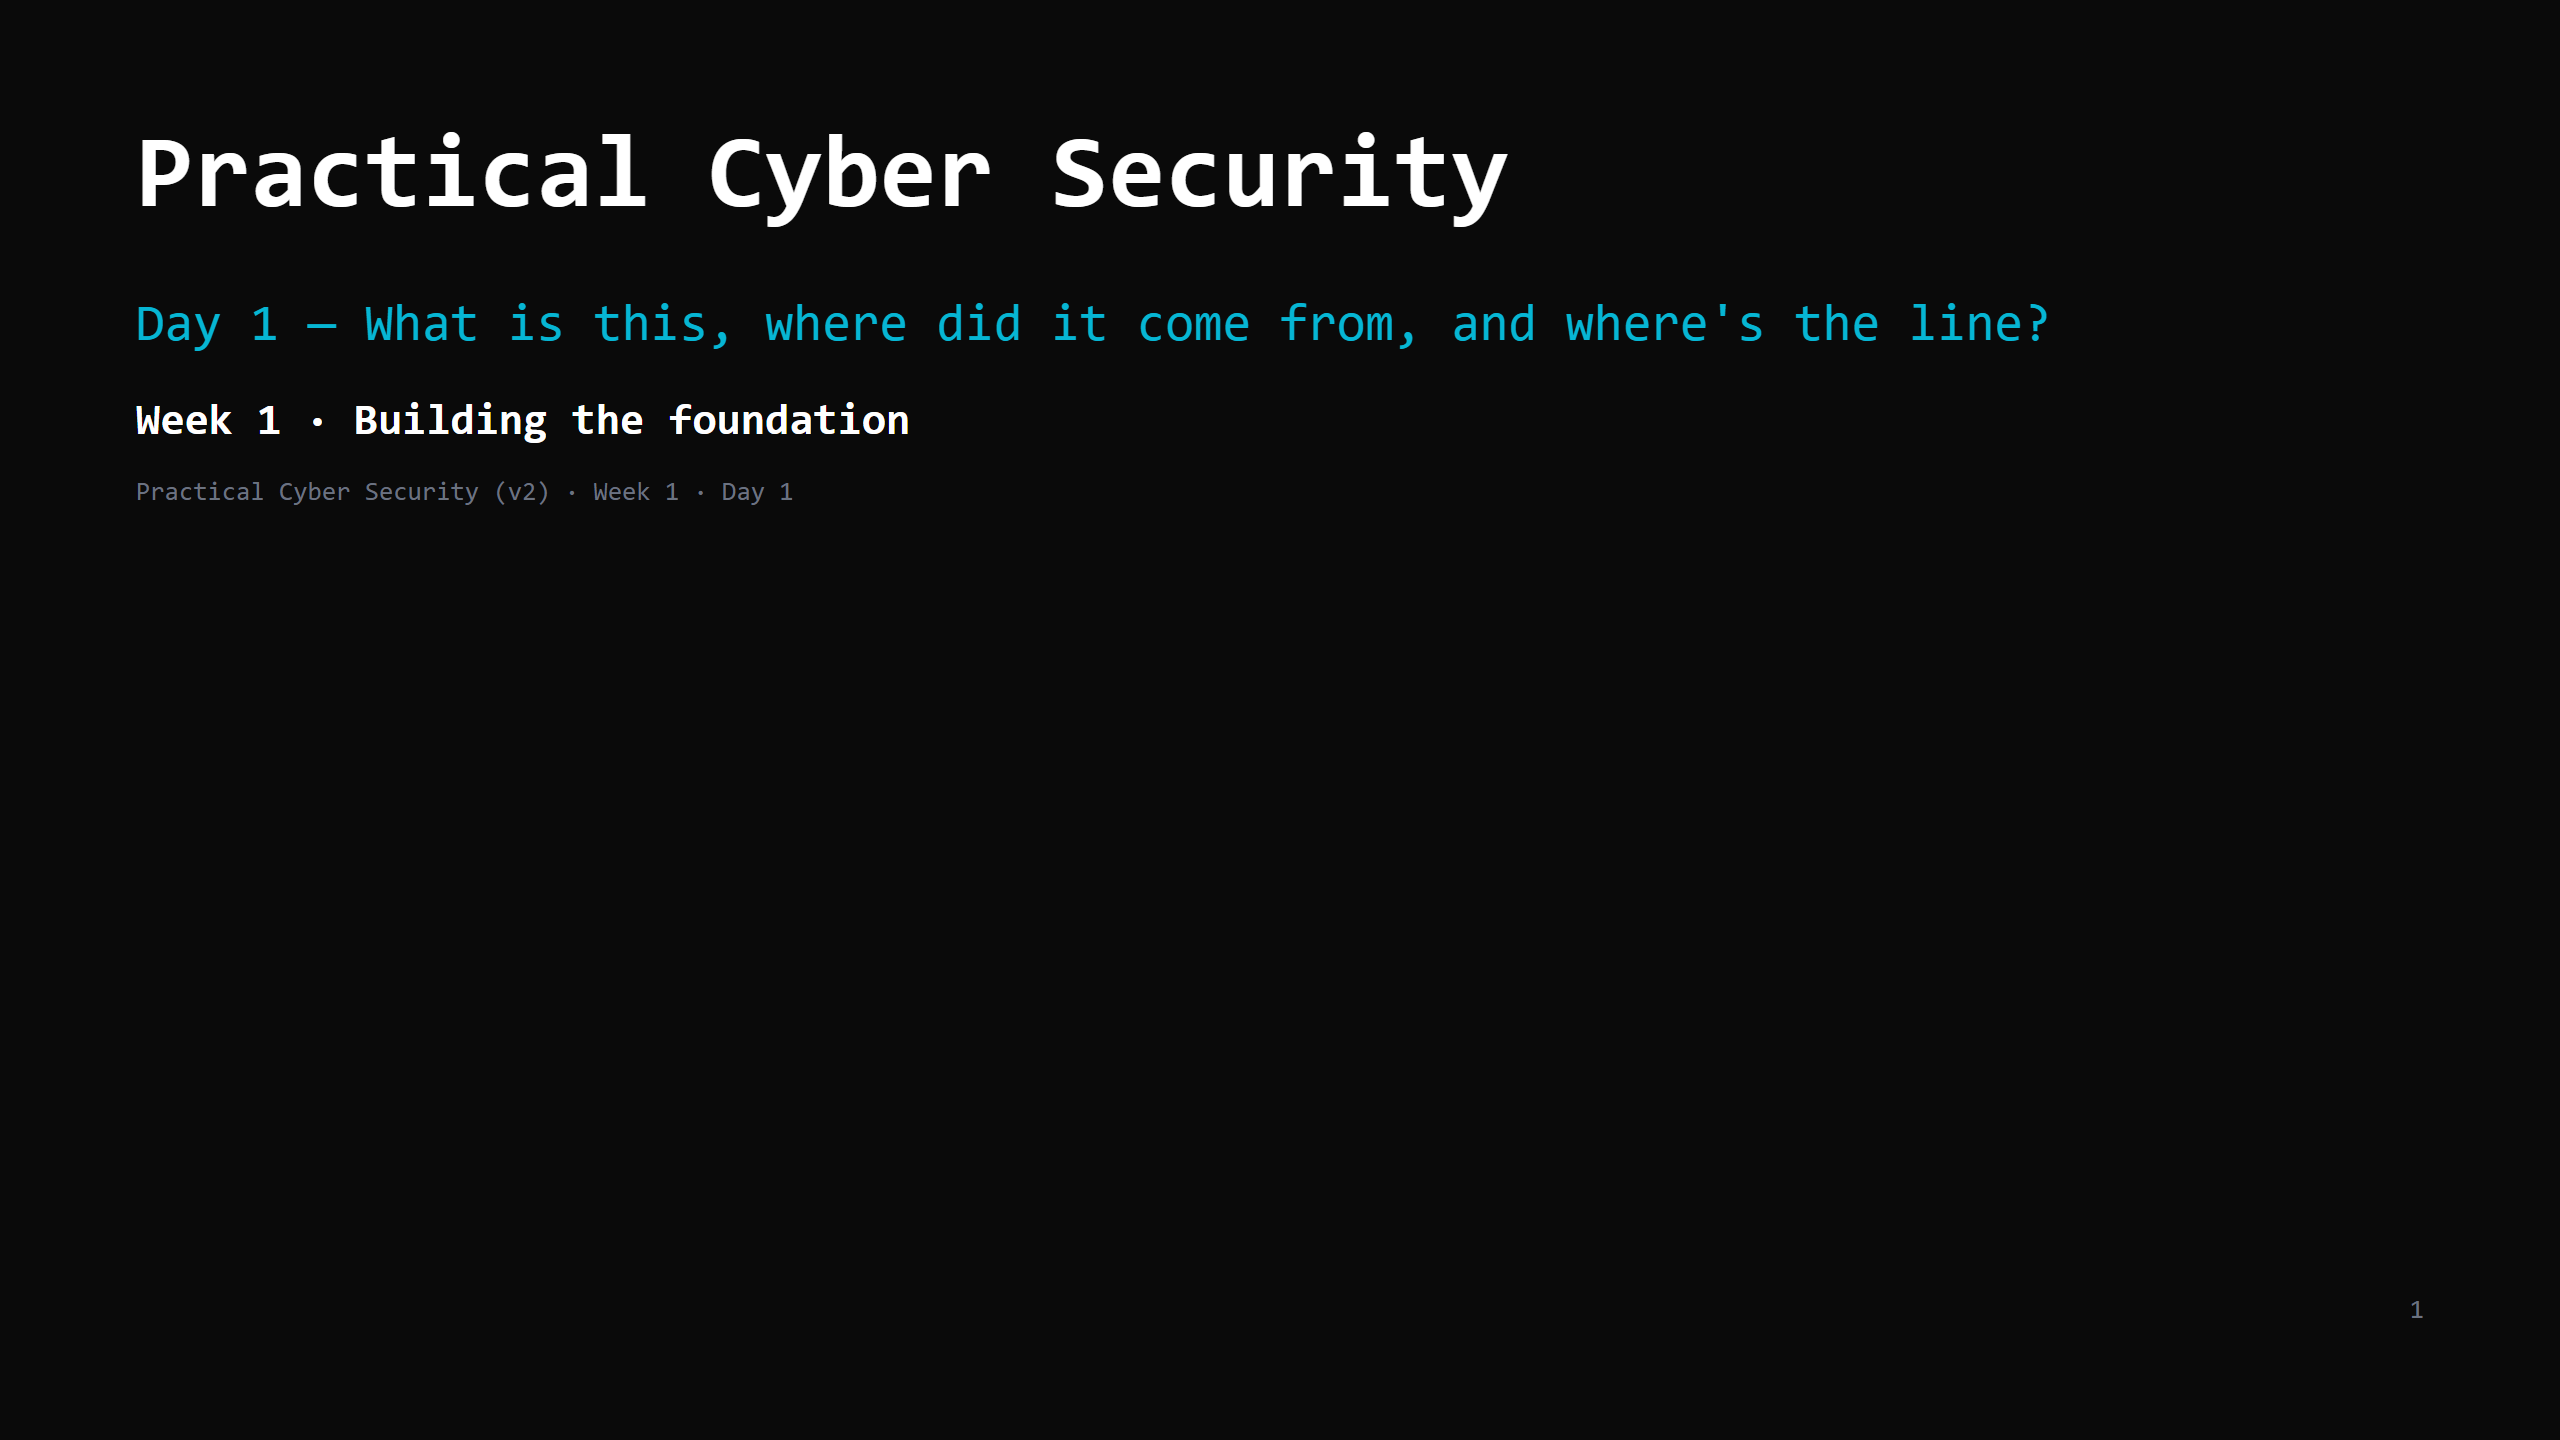 Practical Cyber Security
Day 1 — What is this, where did it come from, and where's the line?
Week 1 · Building the foundation
Practical Cyber Security (v2) · Week 1 · Day 1
1